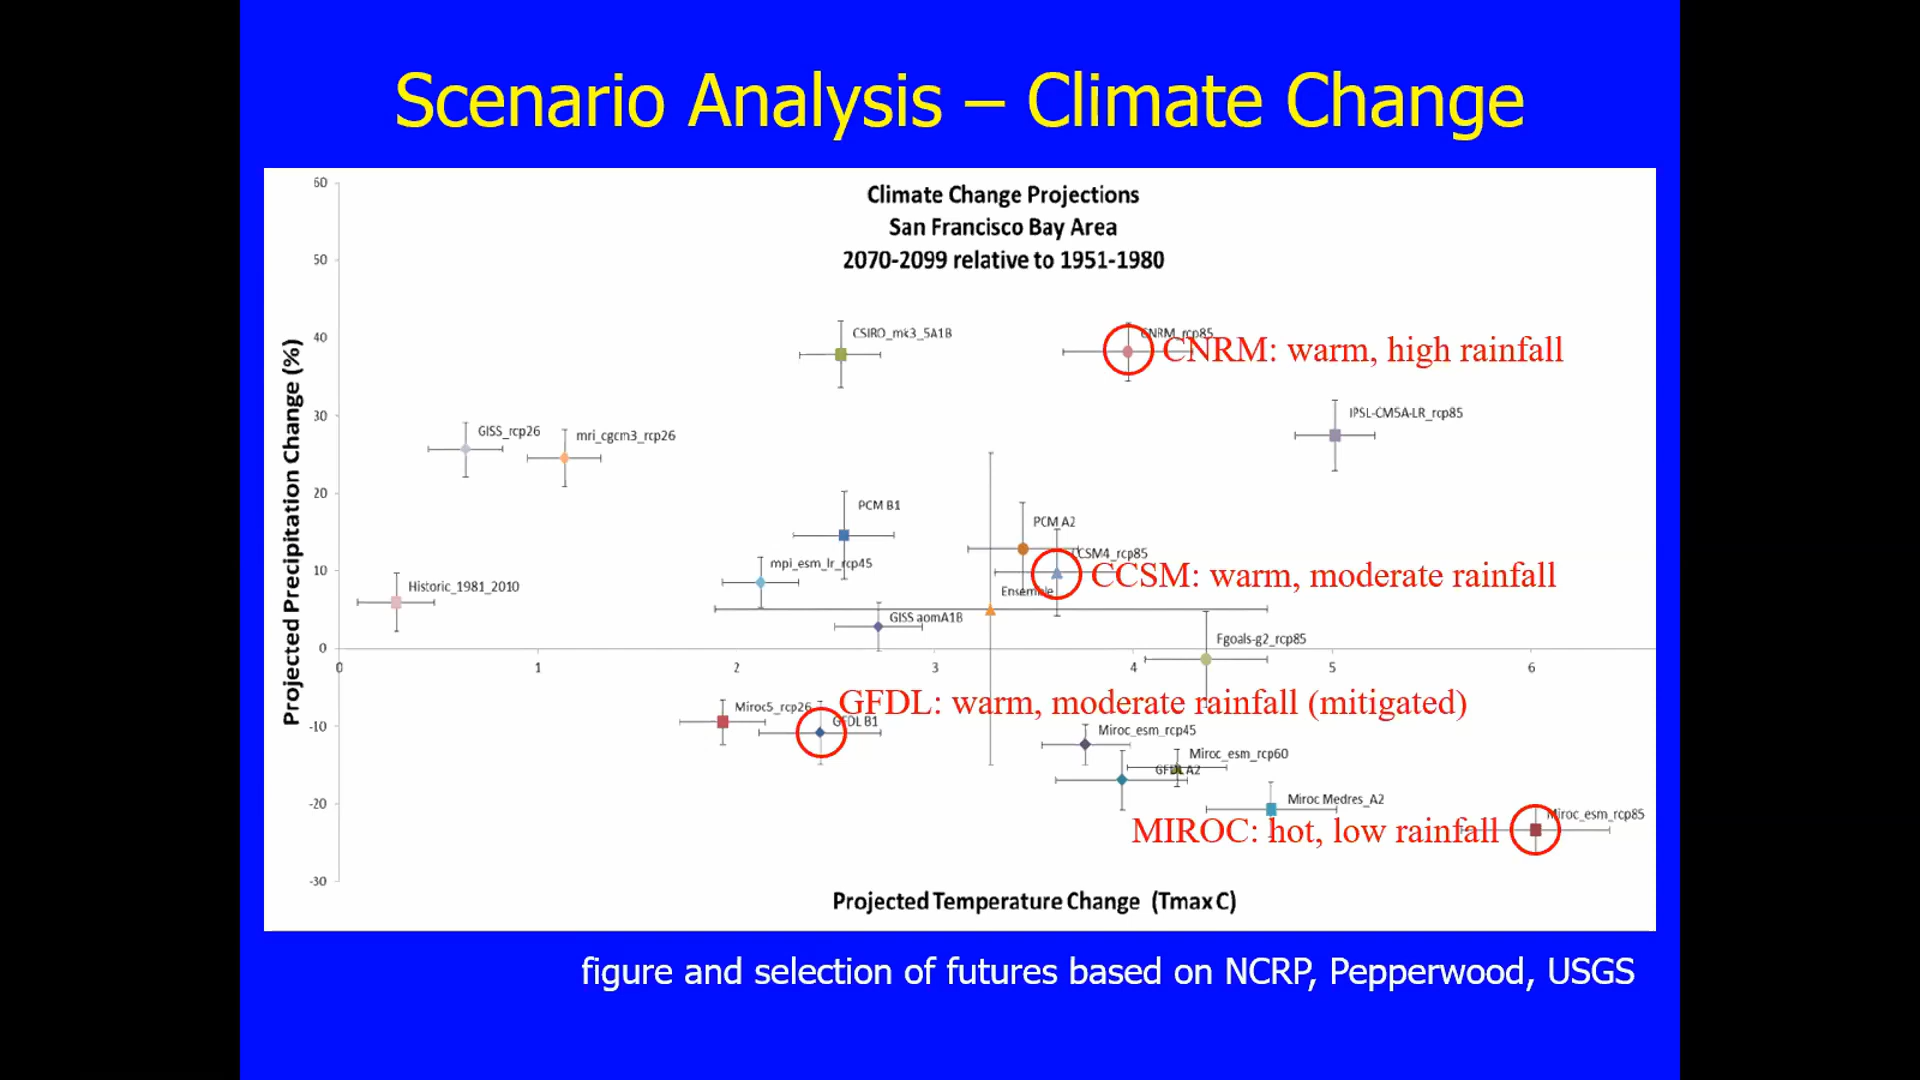 Scenario Analysis – Climate Change
Climate Change Projections
San Francisco Bay Area
2070-2099 relative to 1951-1980
Projected Precipitation Change (%)
60
50
40
30
20
10
0
-10
-20
-30
0
1
2
3
4
5
6
CSIRO_mk3_5A1B
CNRM_rcp85
CNRM: warm, high rainfall
IPSL-CM5A-LR_rcp85
GISS_rcp26
mri_cgcm3_rcp26
PCM B1
PCM A2
mpi_esm_lr_rcp45
CCSM4_rcp85
CCSM: warm, moderate rainfall
Historic_1981_2010
Ensemble
GISS aomA1B
Fgoals-g2_rcp85
GFDL: warm, moderate rainfall (mitigated)
Miroc5_rcp26
GFDL B1
Miroc_esm_rcp45
Miroc_esm_rcp60
GFDL A2
Miroc Medres_A2
Miroc_esm_rcp85
MIROC: hot, low rainfall
Projected Temperature Change (Tmax C)
figure and selection of futures based on NCRP, Pepperwood, USGS